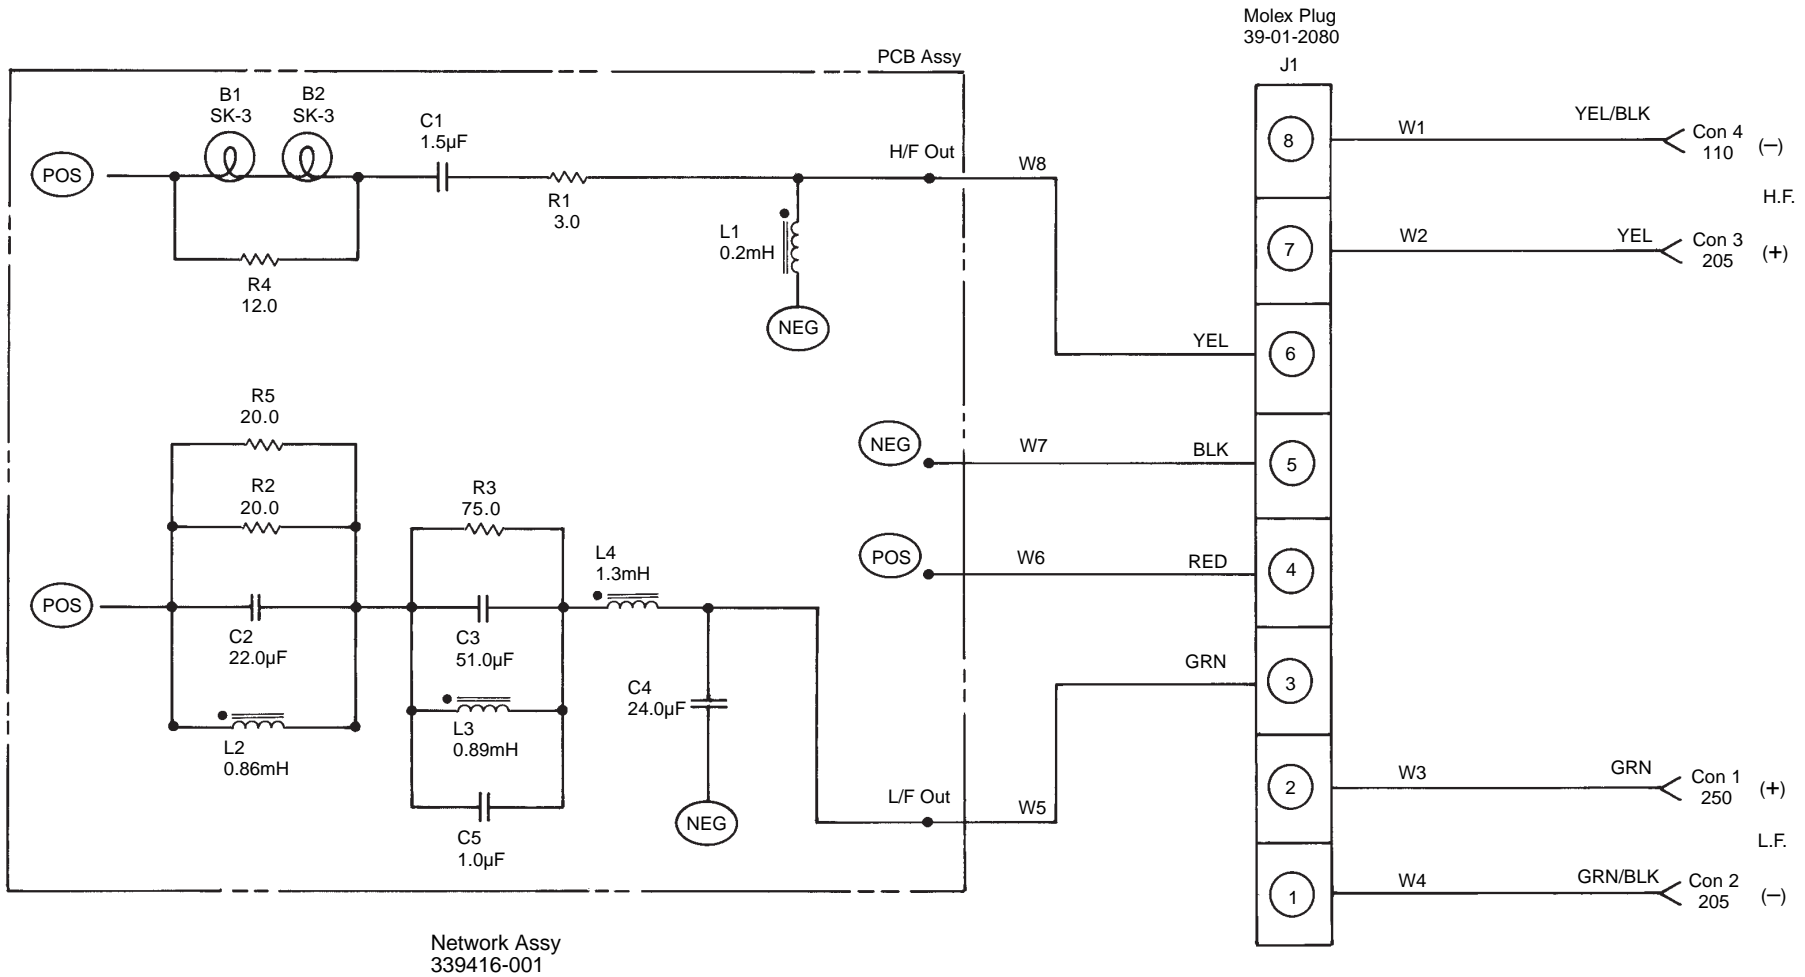 Molex Plug
39-01-2080
J1
PCB Assy
B1
SK-3
B2
SK-3
C1
1.5µF
POS
H/F Out
W8
R1
3.0
R4
12.0
L1
0.2mH
NEG
8
W1
YEL/BLK
Con 4
110
(–)
H.F.
7
W2
YEL
Con 3
205
(+)
YEL
6
R5
20.0
NEG
W7
BLK
5
R2
20.0
R3
75.0
POS
W6
RED
4
L4
1.3mH
POS
C2
22.0µF
C3
51.0µF
GRN
3
C4
24.0µF
L2
0.86mH
L3
0.89mH
C5
1.0µF
NEG
L/F Out
W5
2
W3
GRN
Con 1
250
(+)
L.F.
1
W4
GRN/BLK
Con 2
205
(–)
Network Assy
339416-001